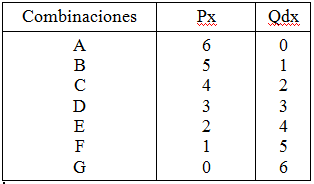 Combinaciones Px Qdx
A 6 0
B 5 1
C 4 2
D 3 3
E 2 4
F 1 5
G 0 6